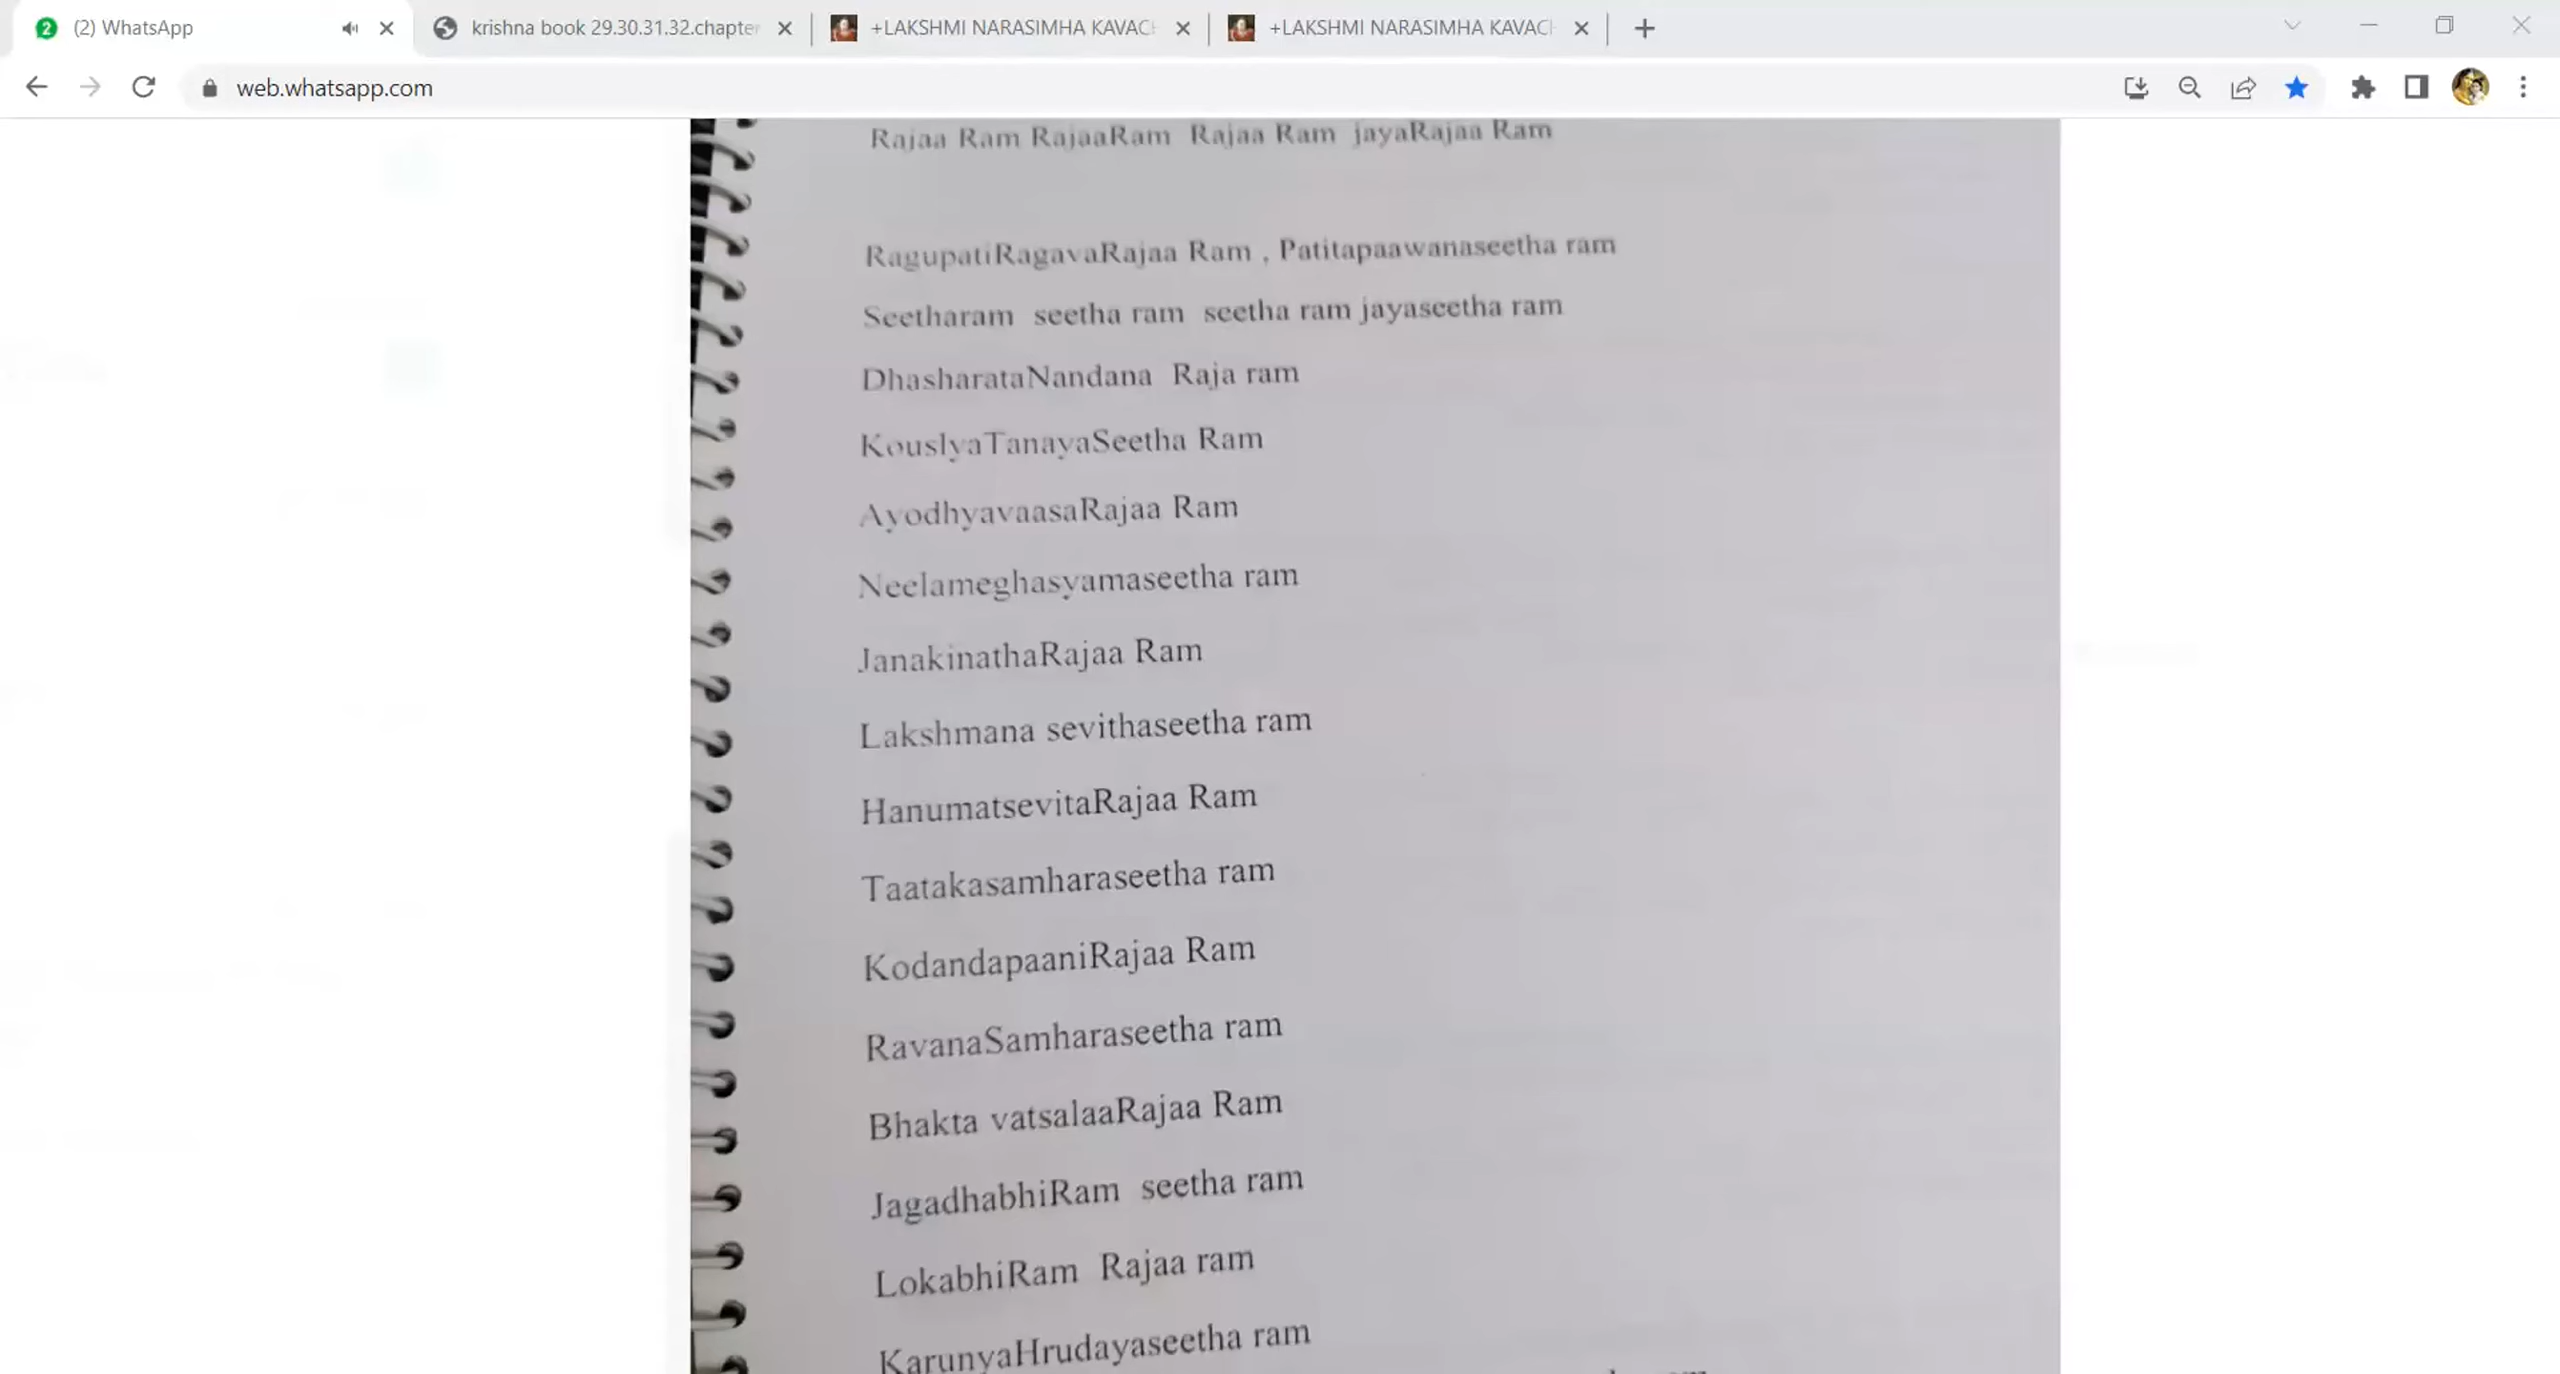 (2) WhatsApp
krishna book 29.30.31.32.chapter
+LAKSHMI NARASIMHA KAVACH
+LAKSHMI NARASIMHA KAVACH
web.whatsapp.com
Rajaa Ram RajaaRam Rajaa Ram jayaRajaa Ram
RagupatiRagavaRajaa Ram , Patitapaawanaseetha ram
Seetharam seetha ram seetha ram jayaseetha ram
DhasharataNandana Raja ram
KouslyaTanayaSeetha Ram
AyodhyavaasaRajaa Ram
Neelameghasyamaseetha ram
JanakinathaRajaa Ram
Lakshmana sevithaseetha ram
HanumatsevitaRajaa Ram
Taatakasamharaseetha ram
KodandapaaniRajaa Ram
RavanaSamharaseetha ram
Bhakta vatsalaaRajaa Ram
JagadhabhiRam seetha ram
LokabhiRam Rajaa ram
KarunyaHrudayaseetha ram